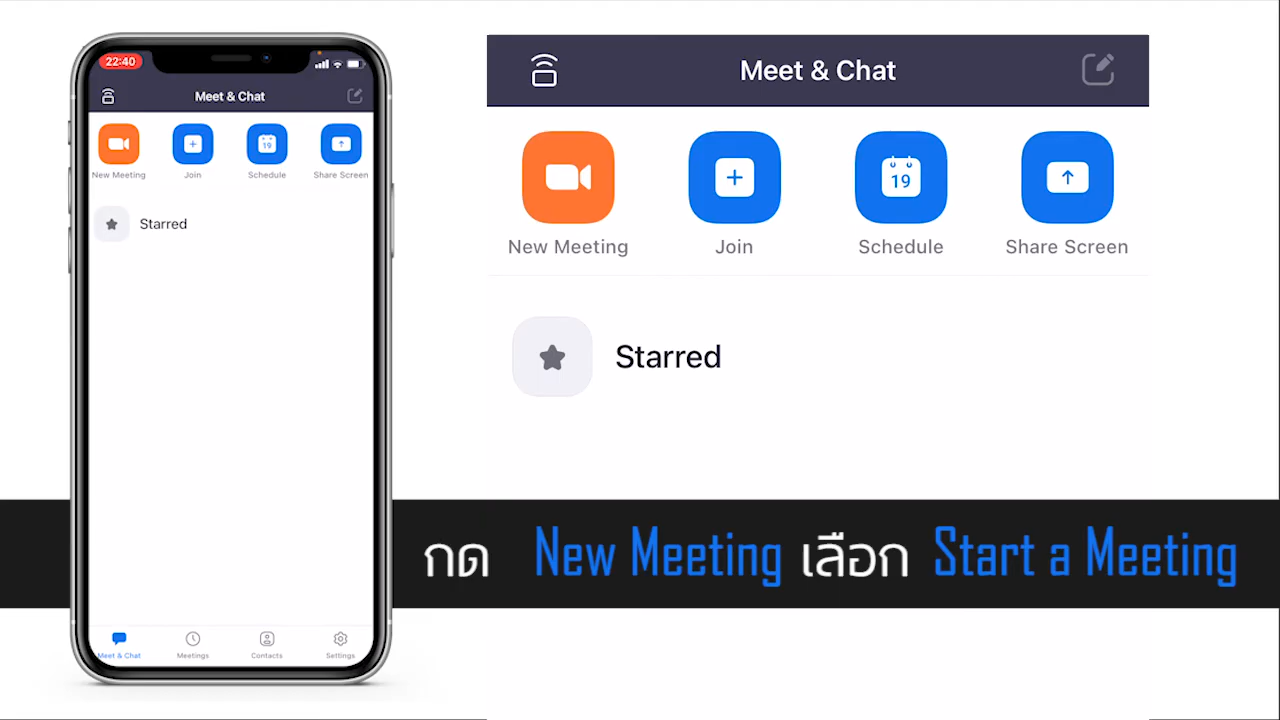 22:40
Meet & Chat
New Meeting
Join
19
Schedule
Share Screen
Starred
Meet & Chat
Meetings
Contacts
Settings
Meet & Chat
New Meeting
Join
19
Schedule
Share Screen
Starred
กด New Meeting เลือก Start a Meeting